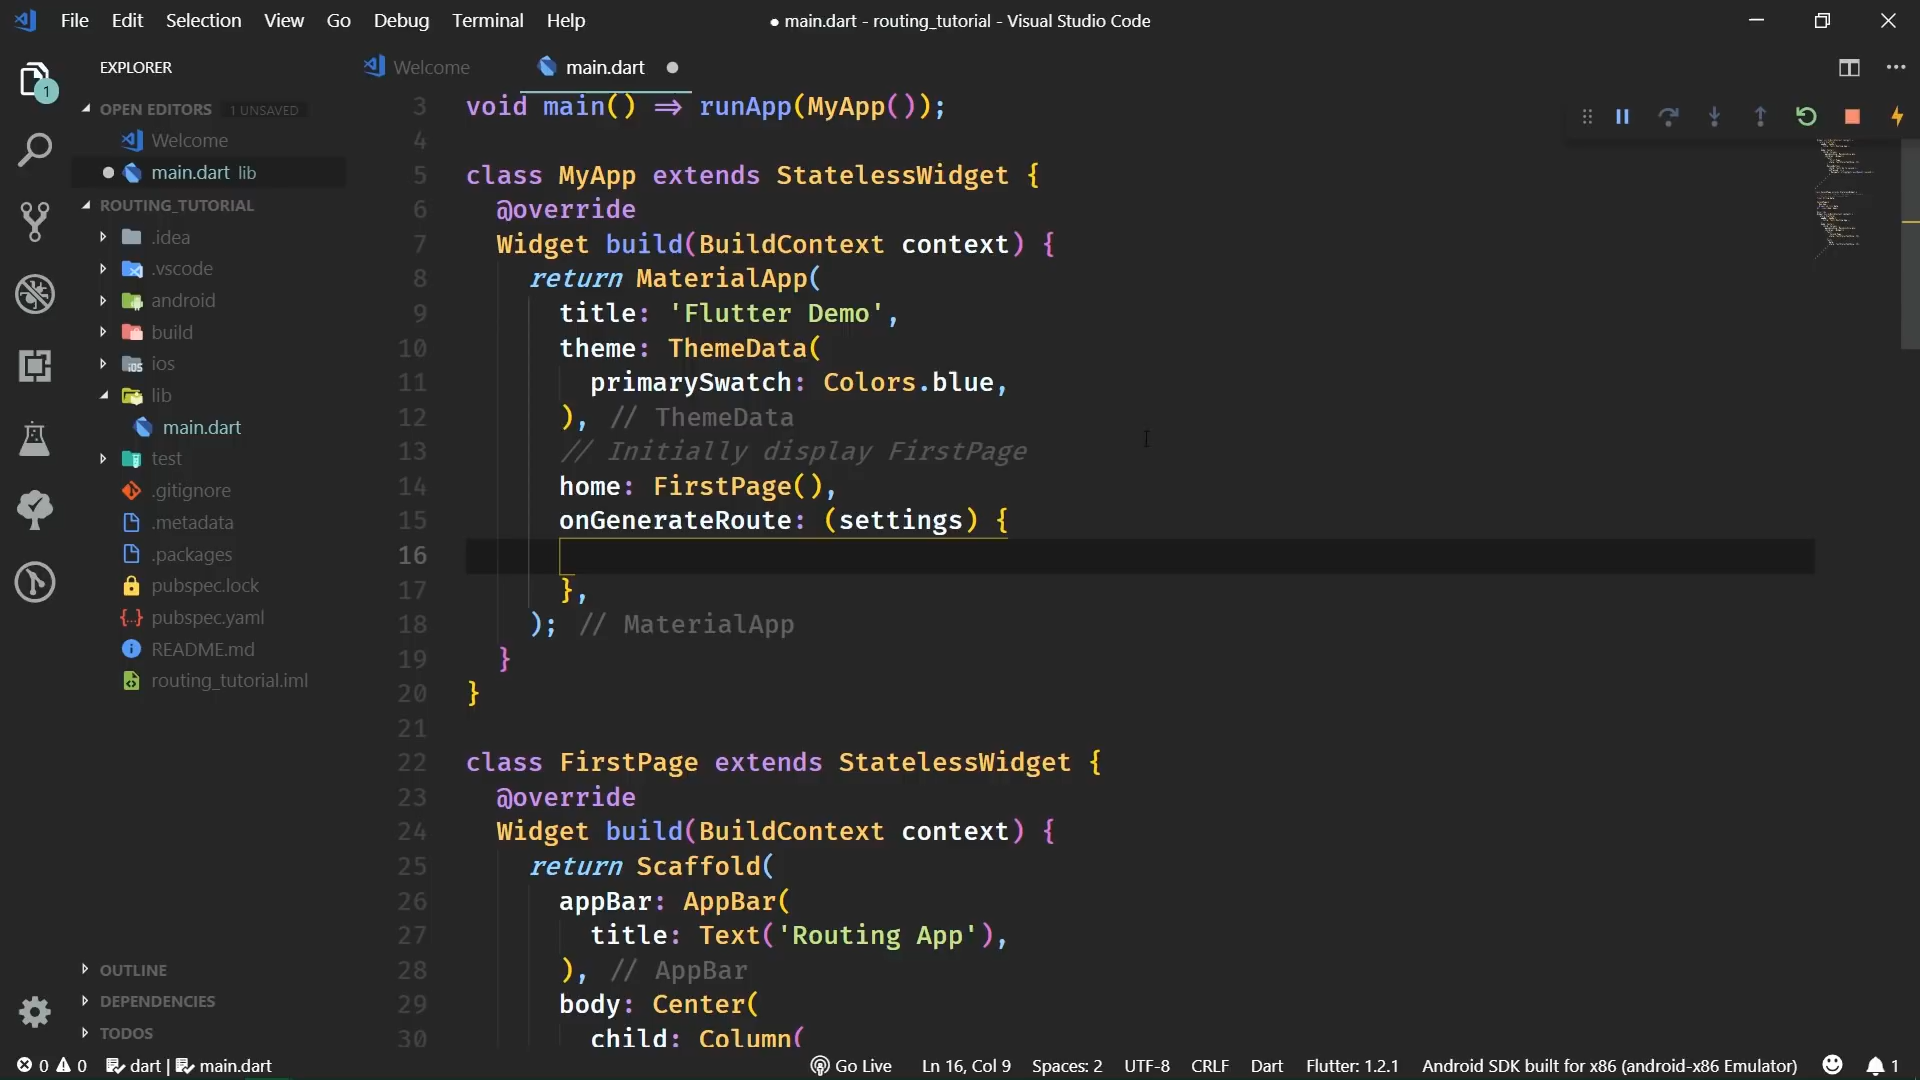 File Edit Selection View Go Debug Terminal Help
● main.dart - routing_tutorial - Visual Studio Code
EXPLORER
Welcome
main.dart
1
OPEN EDITORS 1 UNSAVED
Welcome
main.dart lib
ROUTING_TUTORIAL
.idea
.vscode
android
build
ios
lib
main.dart
test
.gitignore
.metadata
.packages
pubspec.lock
pubspec.yaml
README.md
routing_tutorial.iml
OUTLINE
DEPENDENCIES
TODOS
3 void main() => runApp(MyApp());
4
5 class MyApp extends StatelessWidget {
6 @override
7 Widget build(BuildContext context) {
8 return MaterialApp(
9 title: 'Flutter Demo',
10 theme: ThemeData(
11 primarySwatch: Colors.blue,
12 ), // ThemeData
13 // Initially display FirstPage
14 home: FirstPage(),
15 onGenerateRoute: (settings) {
16
17 },
18 ); // MaterialApp
19 }
20 }
21
22 class FirstPage extends StatelessWidget {
23 @override
24 Widget build(BuildContext context) {
25 return Scaffold(
26 appBar: AppBar(
27 title: Text('Routing App'),
28 ), // AppBar
29 body: Center(
30 child: Column(
0 0 dart | main.dart Go Live Ln 16, Col 9 Spaces: 2 UTF-8 CRLF Dart Flutter: 1.2.1 Android SDK built for x86 (android-x86 Emulator) 1